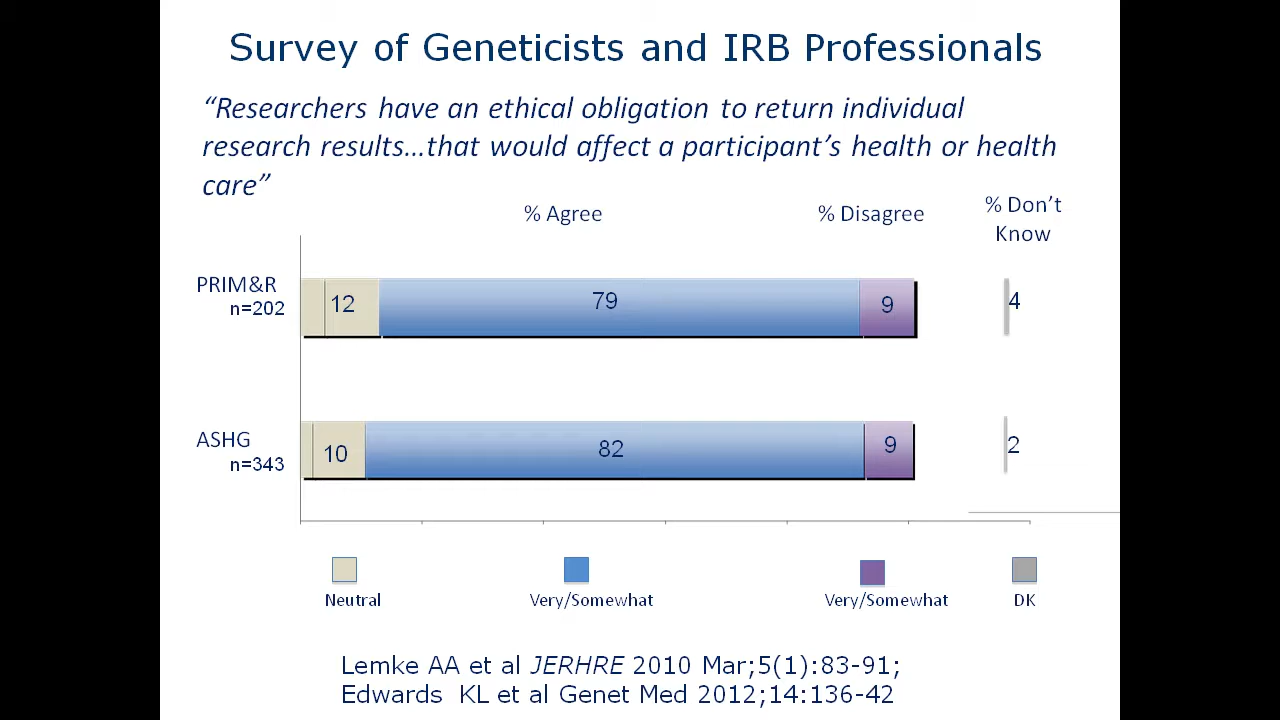 Survey of Geneticists and IRB Professionals
“Researchers have an ethical obligation to return individual
research results…that would affect a participant’s health or health
care”
% Agree
% Disagree
% Don’t
Know
PRIM&R
n=202
12
79
9
4
ASHG
n=343
10
82
9
2
Neutral
Very/Somewhat
Very/Somewhat
DK
Lemke AA et al JERHRE 2010 Mar;5(1):83-91;
Edwards KL et al Genet Med 2012;14:136-42